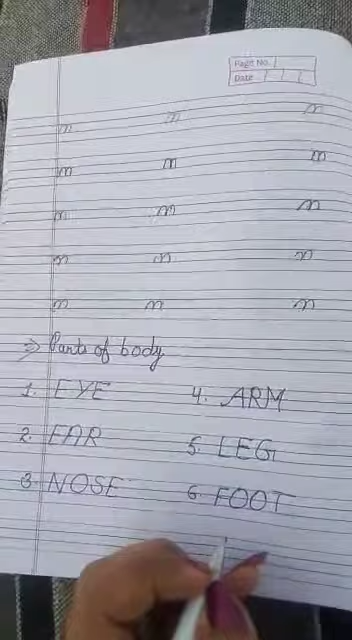 Page No.
Date
m m m
m m m
m m m
m m m
m m m
⇒ Parts of body
1. EYE 4. ARM
2. EAR 5. LEG
3. NOSE 6. FOOT